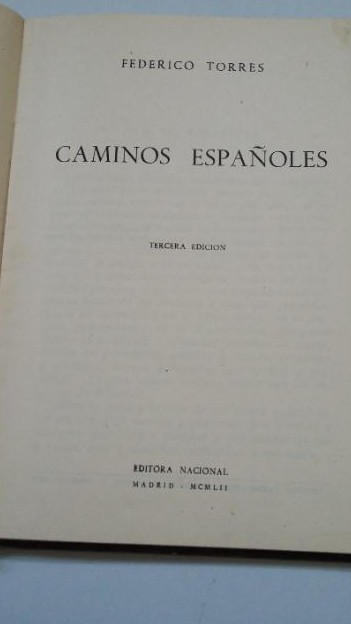 FEDERICO TORRES
CAMINOS ESPAÑOLES
TERCERA EDICION
EDITORA NACIONAL
MADRID - MCMLII